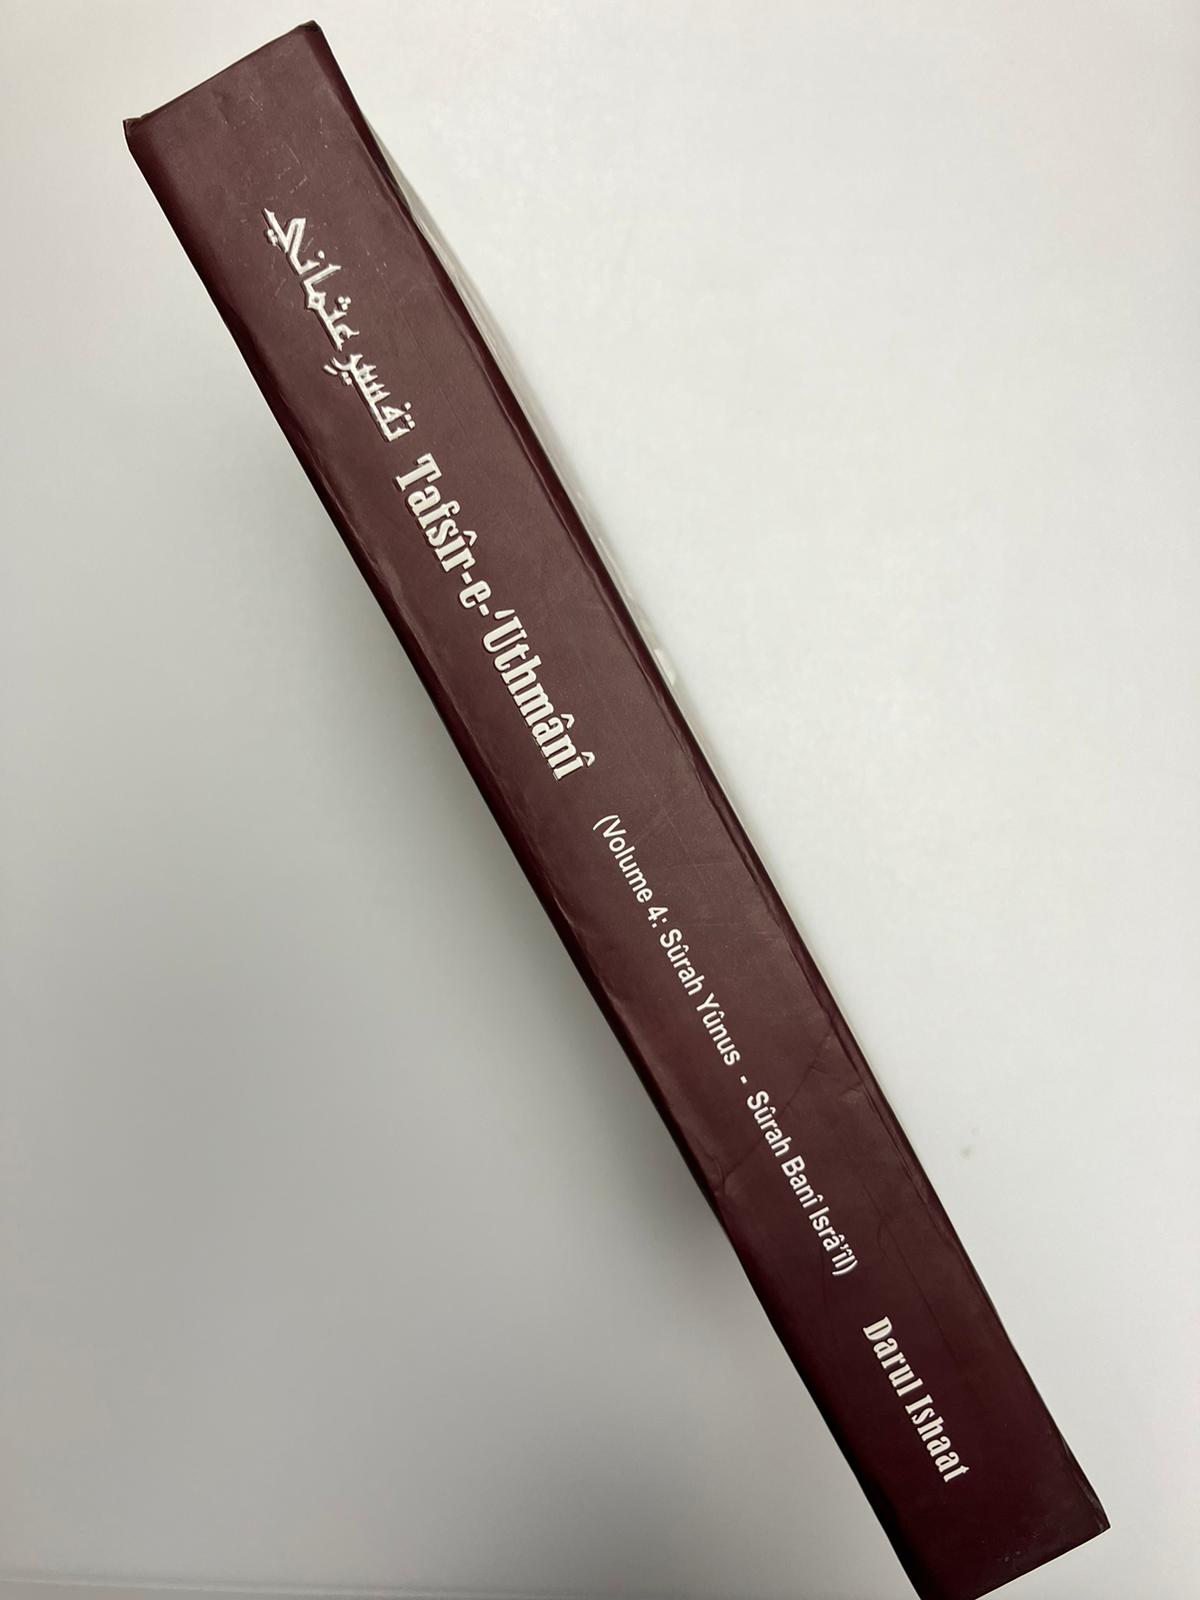 تفسیرِ عثمانی
Tafsîr-e-‘Uthmânî
(Volume 4: Sûrah Yûnus - Sûrah Banî Isrâ’îl)
Darul Ishaat